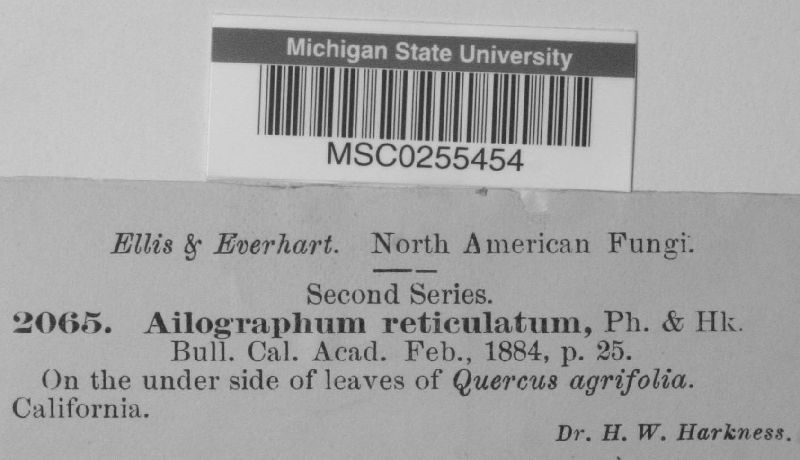 Michigan State University
MSC0255454
Ellis & Everhart. North American Fungi.
Second Series.
2065. Ailographum reticulatum, Ph. & Hk.
Bull. Cal. Acad. Feb., 1884, p. 25.
On the under side of leaves of Quercus agrifolia.
California.
Dr. H. W. Harkness.